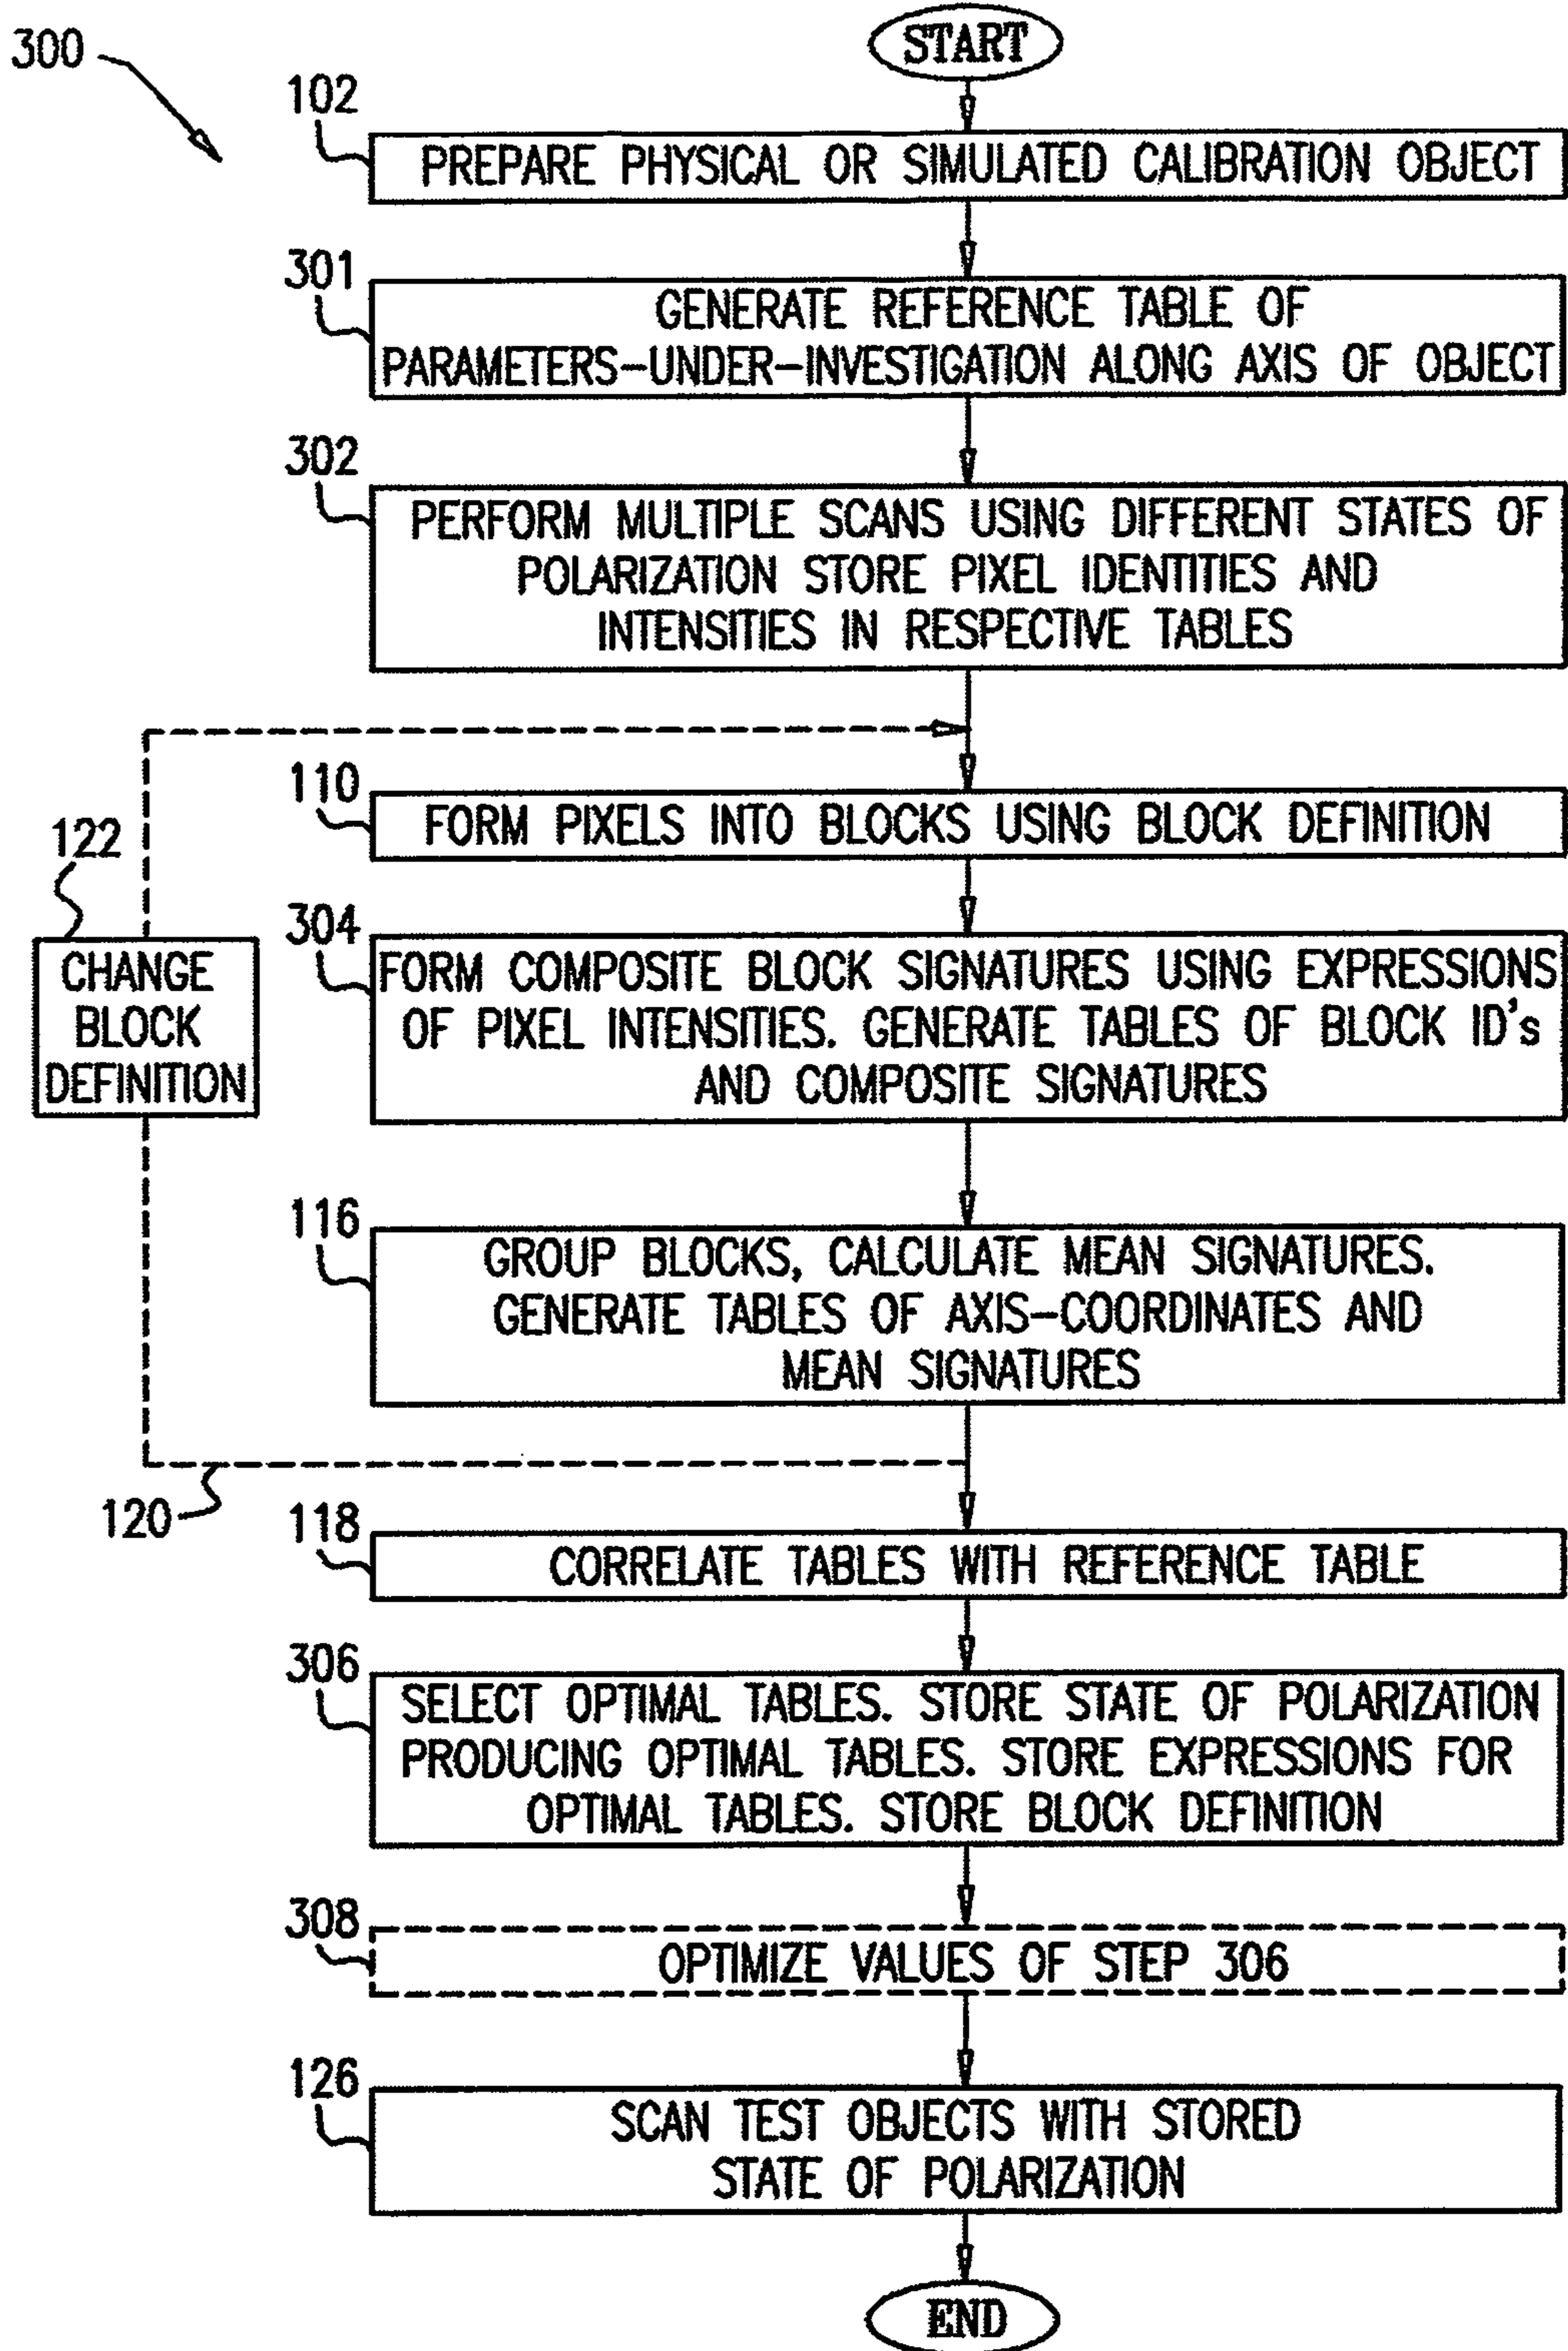 300
START
102
PREPARE PHYSICAL OR SIMULATED CALIBRATION OBJECT
301
GENERATE REFERENCE TABLE OF
PARAMETERS-UNDER-INVESTIGATION ALONG AXIS OF OBJECT
302
PERFORM MULTIPLE SCANS USING DIFFERENT STATES OF
POLARIZATION STORE PIXEL IDENTITIES AND
INTENSITIES IN RESPECTIVE TABLES
110
FORM PIXELS INTO BLOCKS USING BLOCK DEFINITION
122
CHANGE
BLOCK
DEFINITION
304
FORM COMPOSITE BLOCK SIGNATURES USING EXPRESSIONS
OF PIXEL INTENSITIES. GENERATE TABLES OF BLOCK ID's
AND COMPOSITE SIGNATURES
116
GROUP BLOCKS, CALCULATE MEAN SIGNATURES.
GENERATE TABLES OF AXIS-COORDINATES AND
MEAN SIGNATURES
120
118
CORRELATE TABLES WITH REFERENCE TABLE
306
SELECT OPTIMAL TABLES. STORE STATE OF POLARIZATION
PRODUCING OPTIMAL TABLES. STORE EXPRESSIONS FOR
OPTIMAL TABLES. STORE BLOCK DEFINITION
308
OPTIMIZE VALUES OF STEP 306
126
SCAN TEST OBJECTS WITH STORED
STATE OF POLARIZATION
END